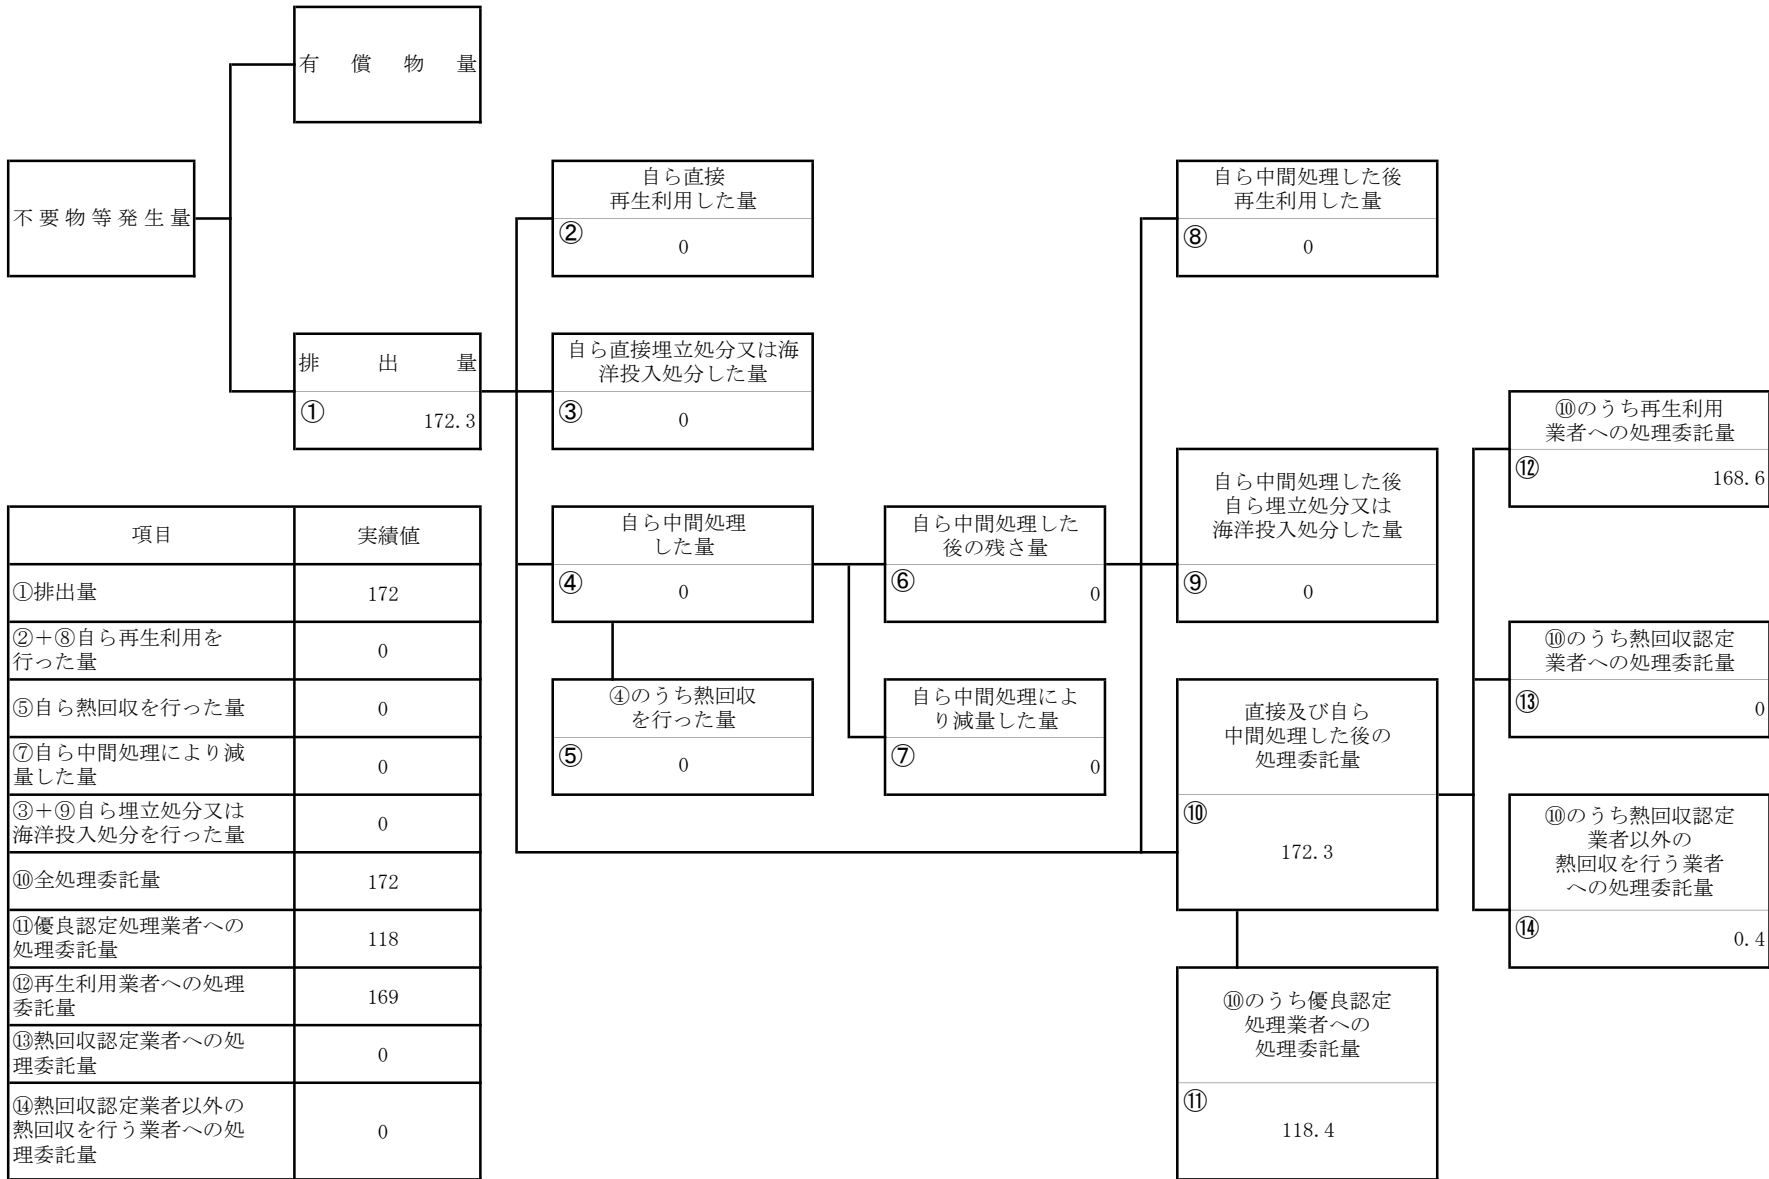 有償物量
不要物等発生量
排出量
①
172.3
自ら直接
再生利用した量
②
0
自ら直接埋立処分又は海
洋投入処分した量
③
0
自ら中間処理
した量
④
0
④のうち熱回収
を行った量
⑤
0
自ら中間処理した
後の残さ量
⑥
0
自ら中間処理によ
り減量した量
⑦
0
自ら中間処理した後
再生利用した量
⑧
0
自ら中間処理した後
自ら埋立処分又は
海洋投入処分した量
⑨
0
直接及び自ら
中間処理した後の
処理委託量
⑩
172.3
⑩のうち優良認定
処理業者への
処理委託量
⑪
118.4
⑩のうち再生利用
業者への処理委託量
⑫
168.6
⑩のうち熱回収認定
業者への処理委託量
⑬
0
⑩のうち熱回収認定
業者以外の
熱回収を行う業者
への処理委託量
⑭
0.4
項目 実績値
①排出量 172
②+⑧自ら再生利用を
行った量 0
⑤自ら熱回収を行った量 0
⑦自ら中間処理により減
量した量 0
③+⑨自ら埋立処分又は
海洋投入処分を行った量 0
⑩全処理委託量 172
⑪優良認定処理業者への
処理委託量 118
⑫再生利用業者への処理
委託量 169
⑬熱回収認定業者への処
理委託量 0
⑭熱回収認定業者以外の
熱回収を行う業者への処
理委託量 0